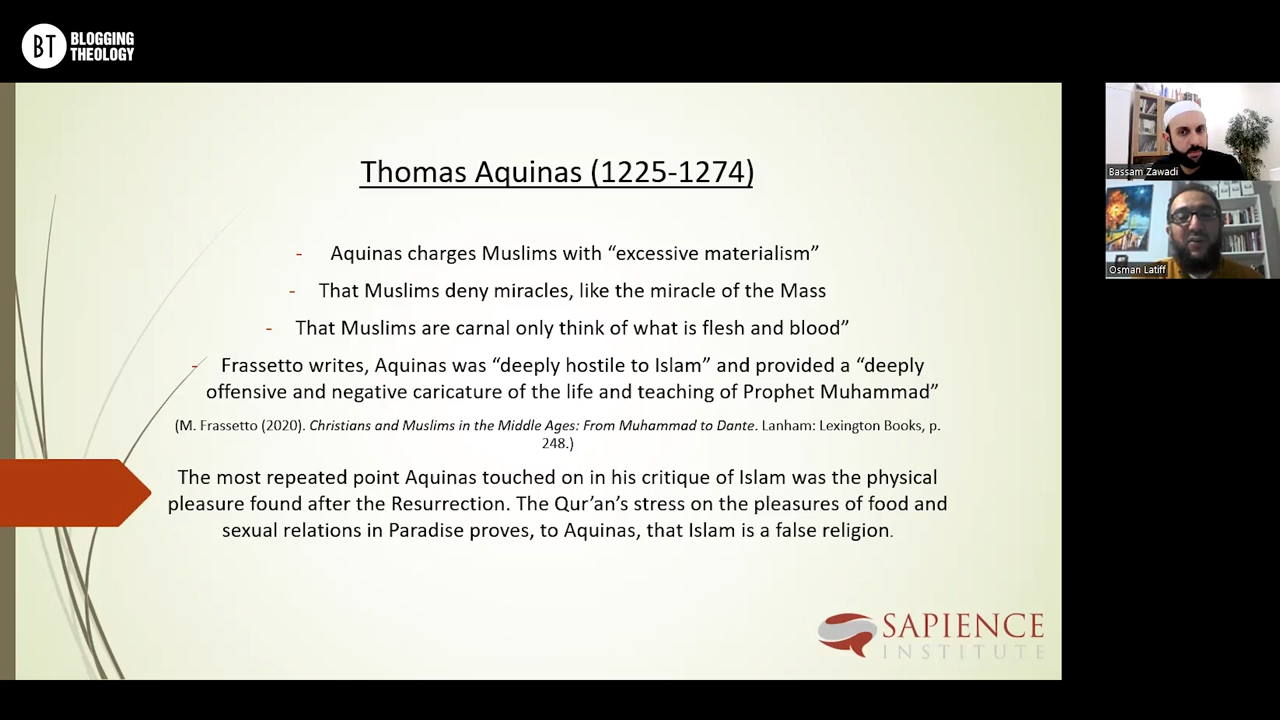 BT BLOGGING
THEOLOGY
Thomas Aquinas (1225-1274)
- Aquinas charges Muslims with “excessive materialism”
- That Muslims deny miracles, like the miracle of the Mass
- That Muslims are carnal only think of what is flesh and blood”
- Frassetto writes, Aquinas was “deeply hostile to Islam” and provided a “deeply
offensive and negative caricature of the life and teaching of Prophet Muhammad”
(M. Frassetto (2020). Christians and Muslims in the Middle Ages: From Muhammad to Dante. Lanham: Lexington Books, p.
248.)
The most repeated point Aquinas touched on in his critique of Islam was the physical
pleasure found after the Resurrection. The Qur’an’s stress on the pleasures of food and
sexual relations in Paradise proves, to Aquinas, that Islam is a false religion.
SAPIENCE
INSTITUTE
Bassam Zawadi
Osman Latiff